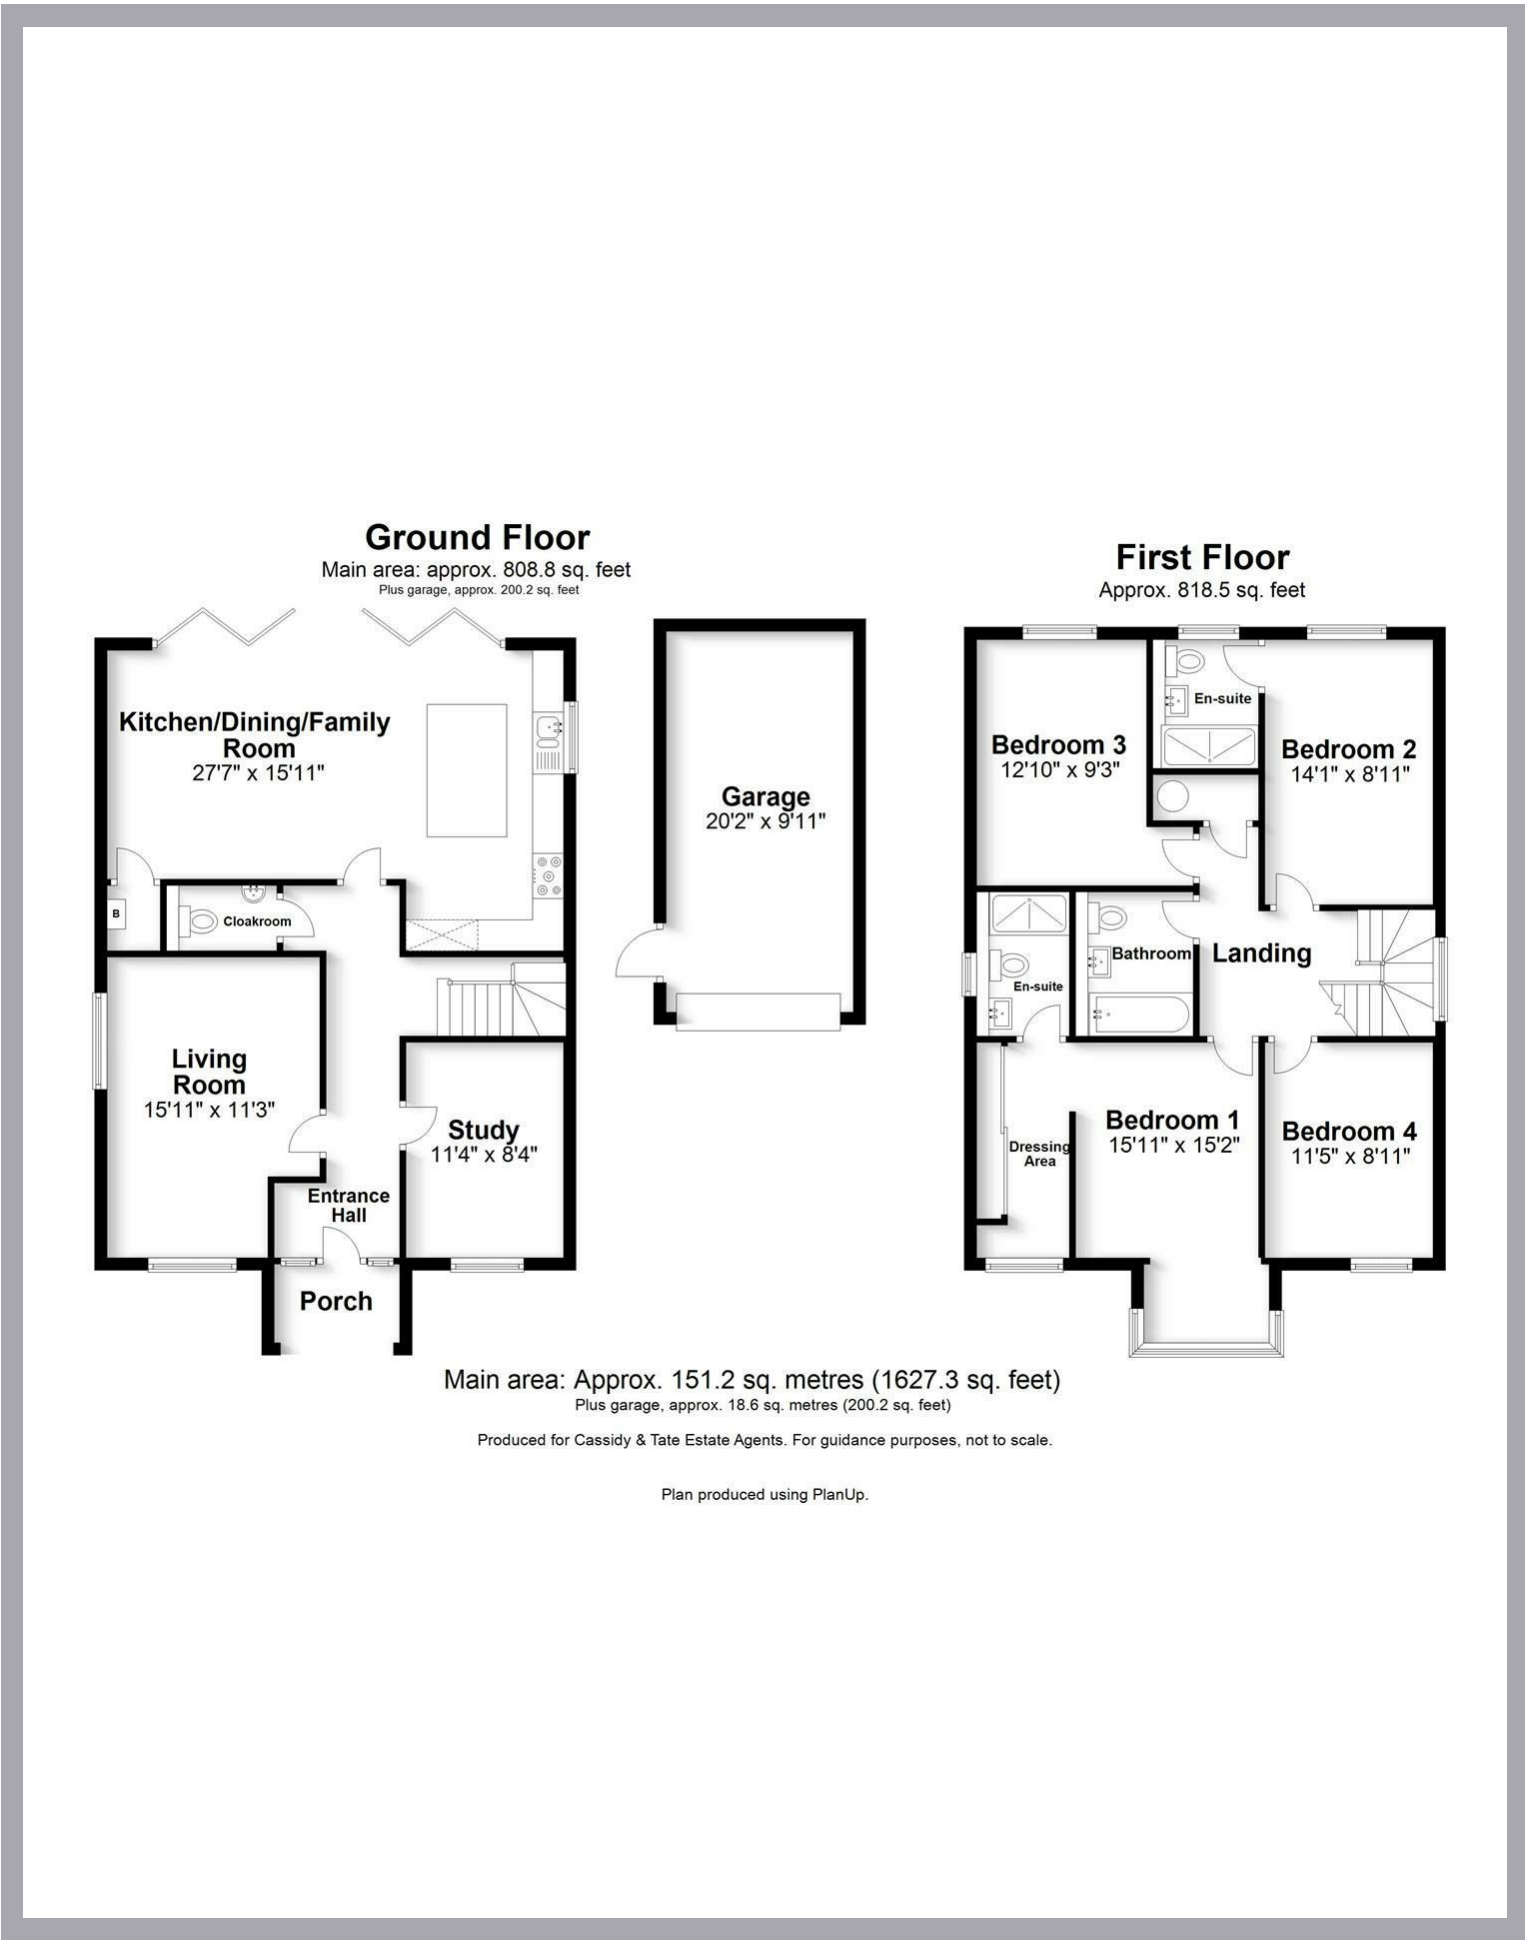 Ground Floor
Main area: approx. 808.8 sq. feet
Plus garage, approx. 200.2 sq. feet
Kitchen/Dining/Family
Room
27'7" x 15'11"
B
Cloakroom
Living
Room
15'11" x 11'3"
Study
11'4" x 8'4"
Entrance
Hall
Porch
Garage
20'2" x 9'11"
First Floor
Approx. 818.5 sq. feet
Bedroom 3
12'10" x 9'3"
En-suite
Bedroom 2
14'1" x 8'11"
Bathroom
Landing
En-suite
Bedroom 1
15'11" x 15'2"
Dressing
Area
Bedroom 4
11'5" x 8'11"
Main area: Approx. 151.2 sq. metres (1627.3 sq. feet)
Plus garage, approx. 18.6 sq. metres (200.2 sq. feet)
Produced for Cassidy & Tate Estate Agents. For guidance purposes, not to scale.
Plan produced using PlanUp.